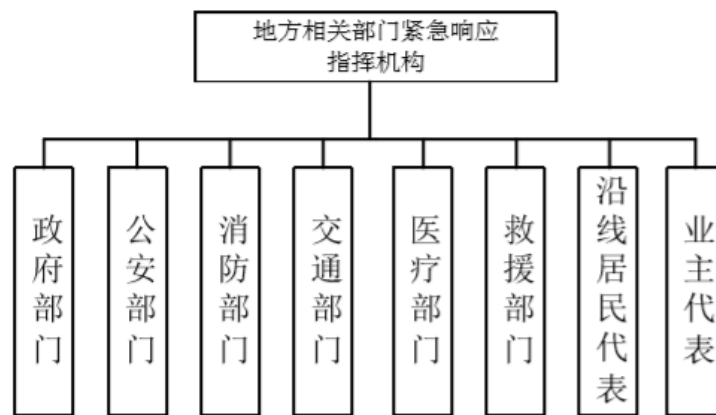 地方相关部门紧急响应
指挥机构
政府部门
公安部门
消防部门
交通部门
医疗部门
救援部门
沿线居民代表
业主代表